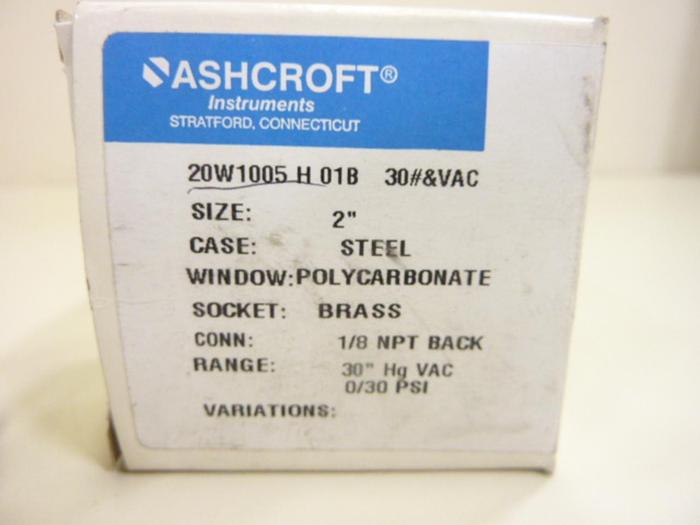 ASHCROFT®
Instruments
STRATFORD, CONNECTICUT
20W1005 H 01B 30#&VAC
SIZE: 2"
CASE: STEEL
WINDOW:POLYCARBONATE
SOCKET: BRASS
CONN: 1/8 NPT BACK
RANGE: 30" Hg VAC
0/30 PSI
VARIATIONS: